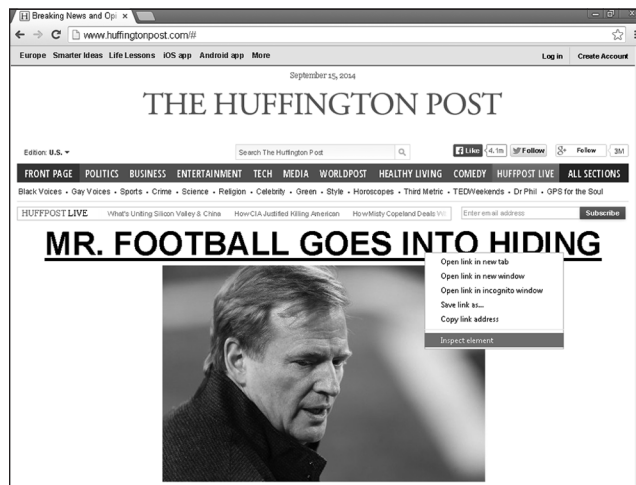 Breaking News and Opi
www.huffingtonpost.com/#
Europe Smarter Ideas Life Lessons iOS app Android app More Log in Create Account
September 15, 2014
THE HUFFINGTON POST
Edition: U.S. Search The Huffington Post Like 4.1m Follow Follow 3M
FRONT PAGE POLITICS BUSINESS ENTERTAINMENT TECH MEDIA WORLDPOST HEALTHY LIVING COMEDY HUFFPOST LIVE ALL SECTIONS
Black Voices • Gay Voices • Sports • Crime • Science • Religion • Celebrity • Green • Style • Horoscopes • Third Metric • TEDWeekends • Dr Phil • GPS for the Soul
HUFFPOST LIVE What's Uniting Silicon Valley & China How CIA Justified Killing American How Misty Copeland Deals Enter email address Subscribe
MR. FOOTBALL GOES INTO HIDING
Open link in new tab
Open link in new window
Open link in incognito window
Save link as...
Copy link address
Inspect element